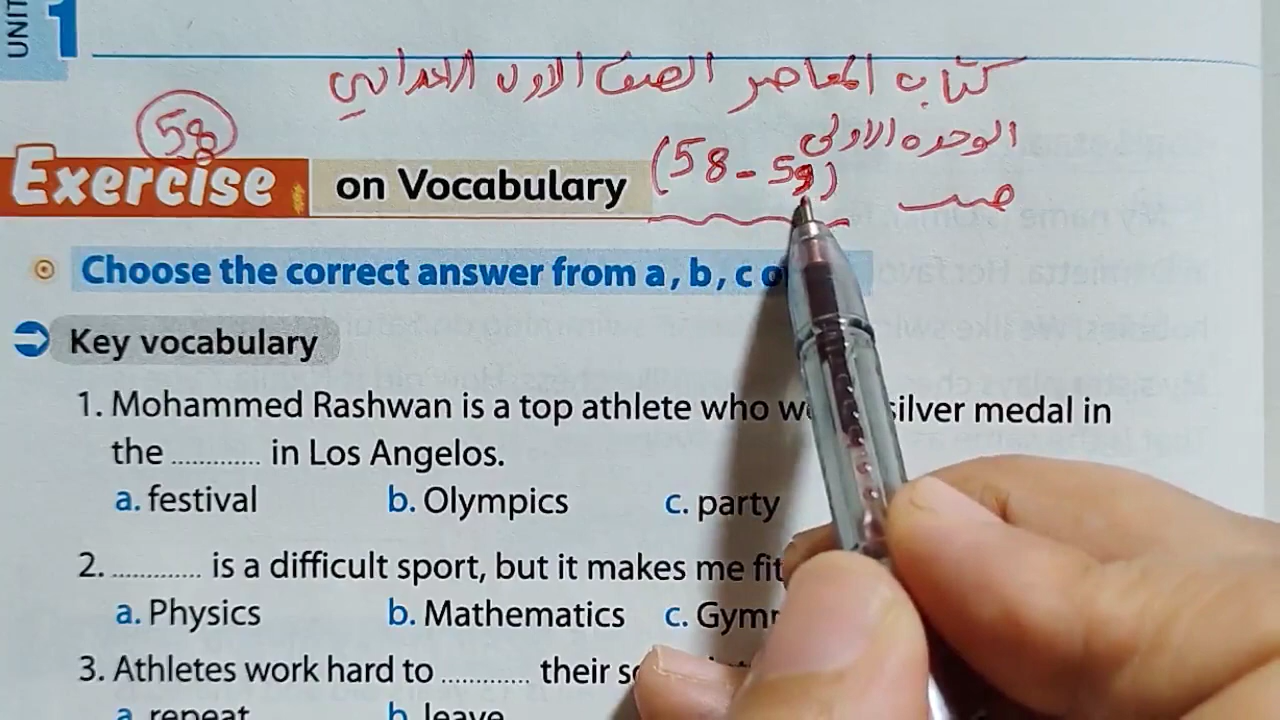 UNIT 1
كتاب المعاصر الصف الاول الاعدادي
الوحده الاولى
58
صـ (58-59)
Exercise on Vocabulary
Choose the correct answer from a, b, c
Key vocabulary
1. Mohammed Rashwan is a top athlete who silver medal in
the ............. in Los Angelos.
a. festival b. Olympics c. party
2. ............. is a difficult sport, but it makes me fit
a. Physics b. Mathematics c.
3. Athletes work hard to ............. their
a. repeat b. leave